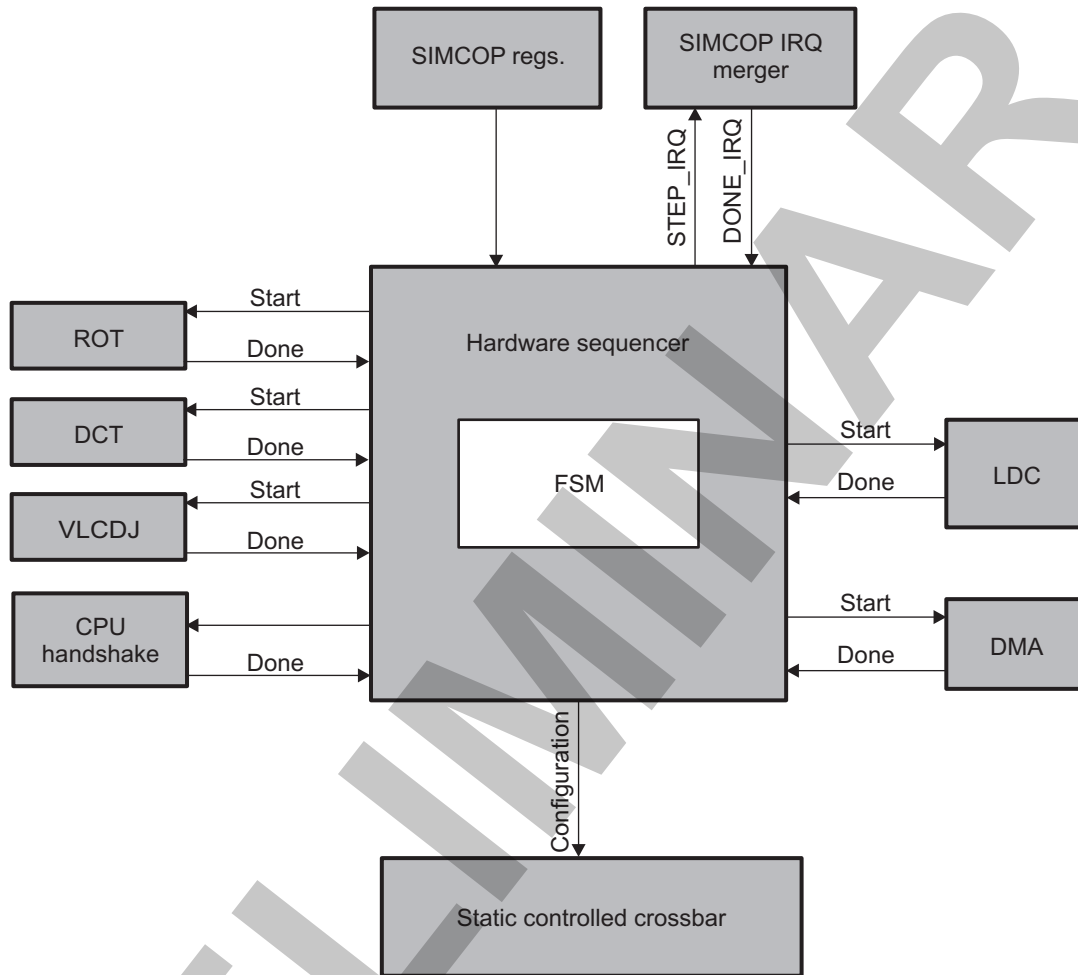 SIMCOP regs.
SIMCOP IRQ
merger
STEP_IRQ
DONE_IRQ
Hardware sequencer
FSM
Start
ROT
Done
Start
DCT
Done
Start
VLCDJ
Done
CPU
handshake
Done
Start
LDC
Done
Start
DMA
Done
Configuration
Static controlled crossbar